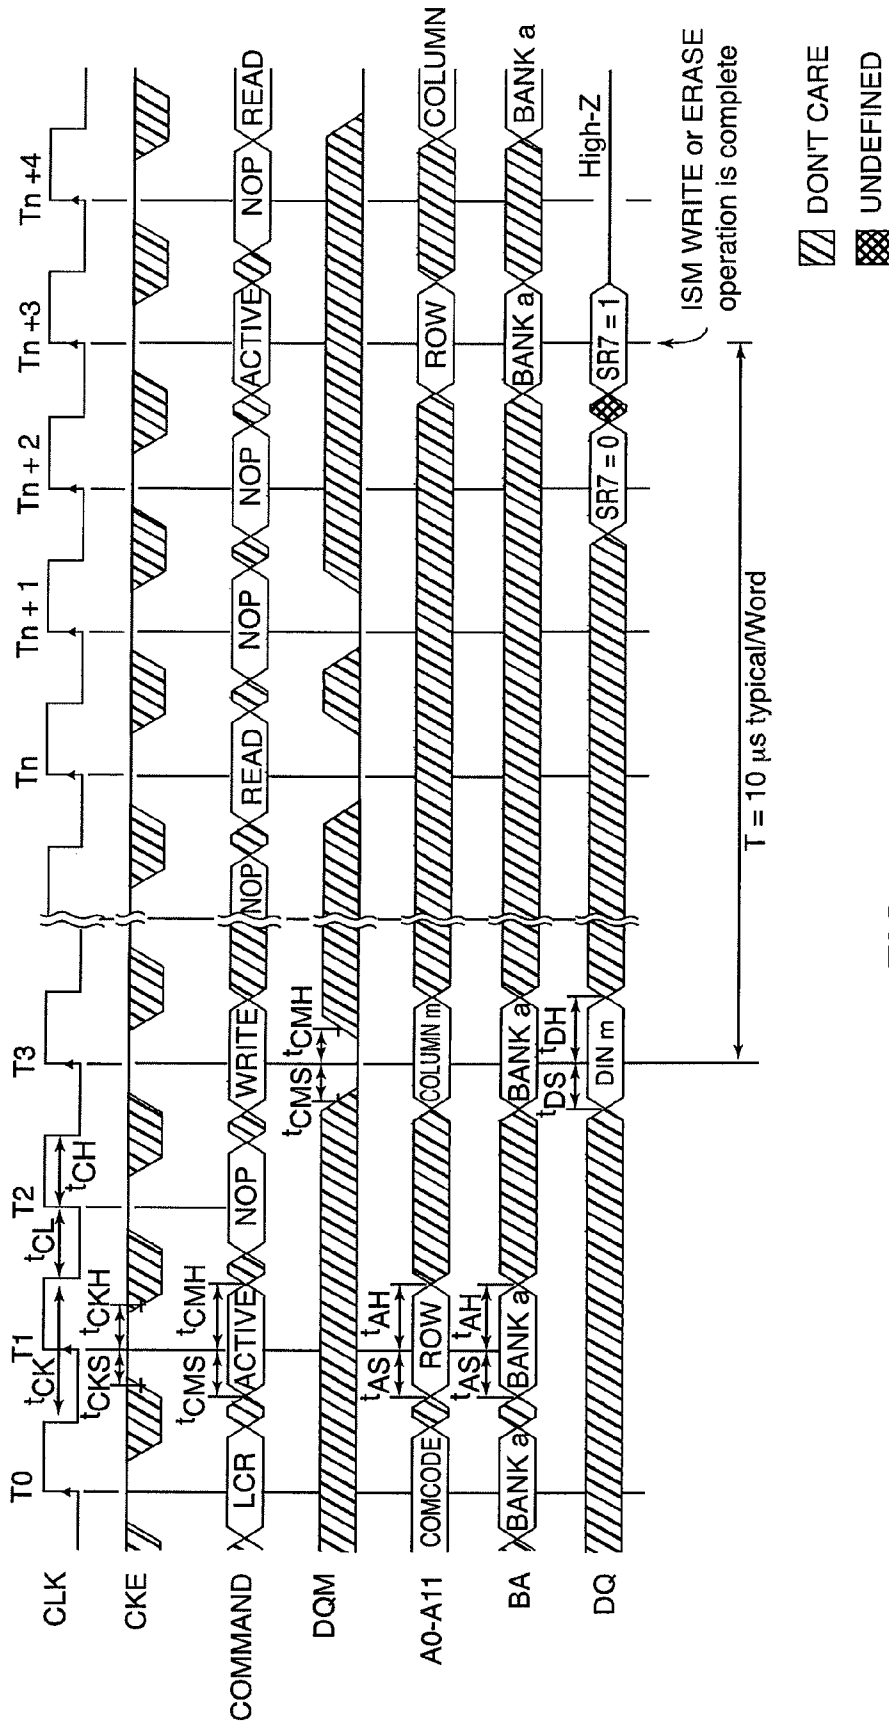 T0 T1 T2 T3 Tn Tn + 1 Tn + 2 Tn +3 Tn +4
CLK tCK tCL tCH
CKE tCKS tCKH
COMMAND LCR ACTIVE NOP WRITE NOP READ NOP NOP ACTIVE NOP READ
tCMS tCMH
DQM tCMS tCMH
A0-A11 COMCODE ROW COLUMN m ROW COLUMN
tAS tAH
BA BANK a BANK a BANK a BANK a BANK a
tAS tAH
DQ DIN m SR7 = 0 SR7 = 1 High-Z
tDS tDH
T = 10 µs typical/Word
ISM WRITE or ERASE
operation is complete
DON'T CARE
UNDEFINED